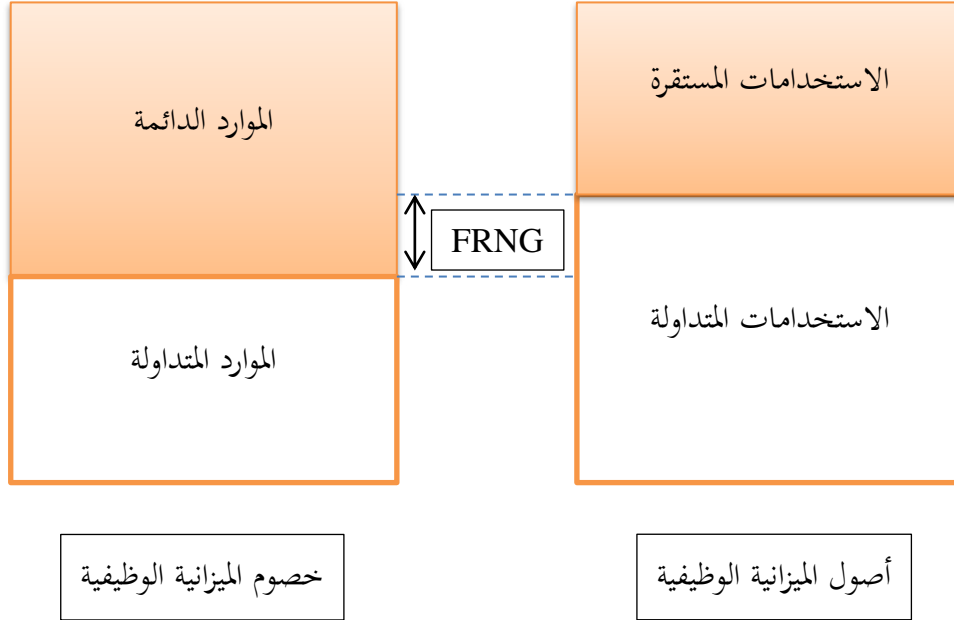 الاستخدامات المستقرة
الموارد الدائمة
FRNG
الاستخدامات المتداولة
الموارد المتداولة
أصول الميزانية الوظيفية
خصوم الميزانية الوظيفية